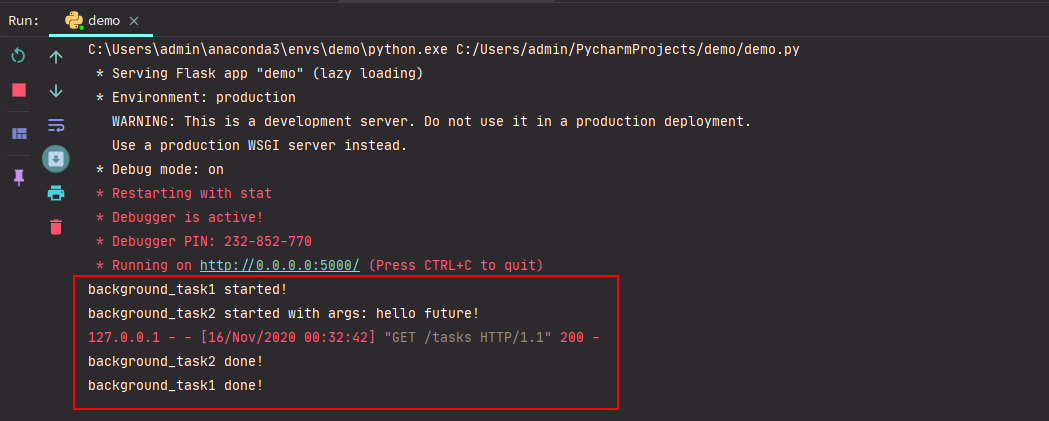 Run: demo ×
C:\Users\admin\anaconda3\envs\demo\python.exe C:/Users/admin/PycharmProjects/demo/demo.py
* Serving Flask app "demo" (lazy loading)
* Environment: production
WARNING: This is a development server. Do not use it in a production deployment.
Use a production WSGI server instead.
* Debug mode: on
* Restarting with stat
* Debugger is active!
* Debugger PIN: 232-852-770
* Running on http://0.0.0.0:5000/ (Press CTRL+C to quit)
background_task1 started!
background_task2 started with args: hello future!
127.0.0.1 - - [16/Nov/2020 00:32:42] "GET /tasks HTTP/1.1" 200 -
background_task2 done!
background_task1 done!